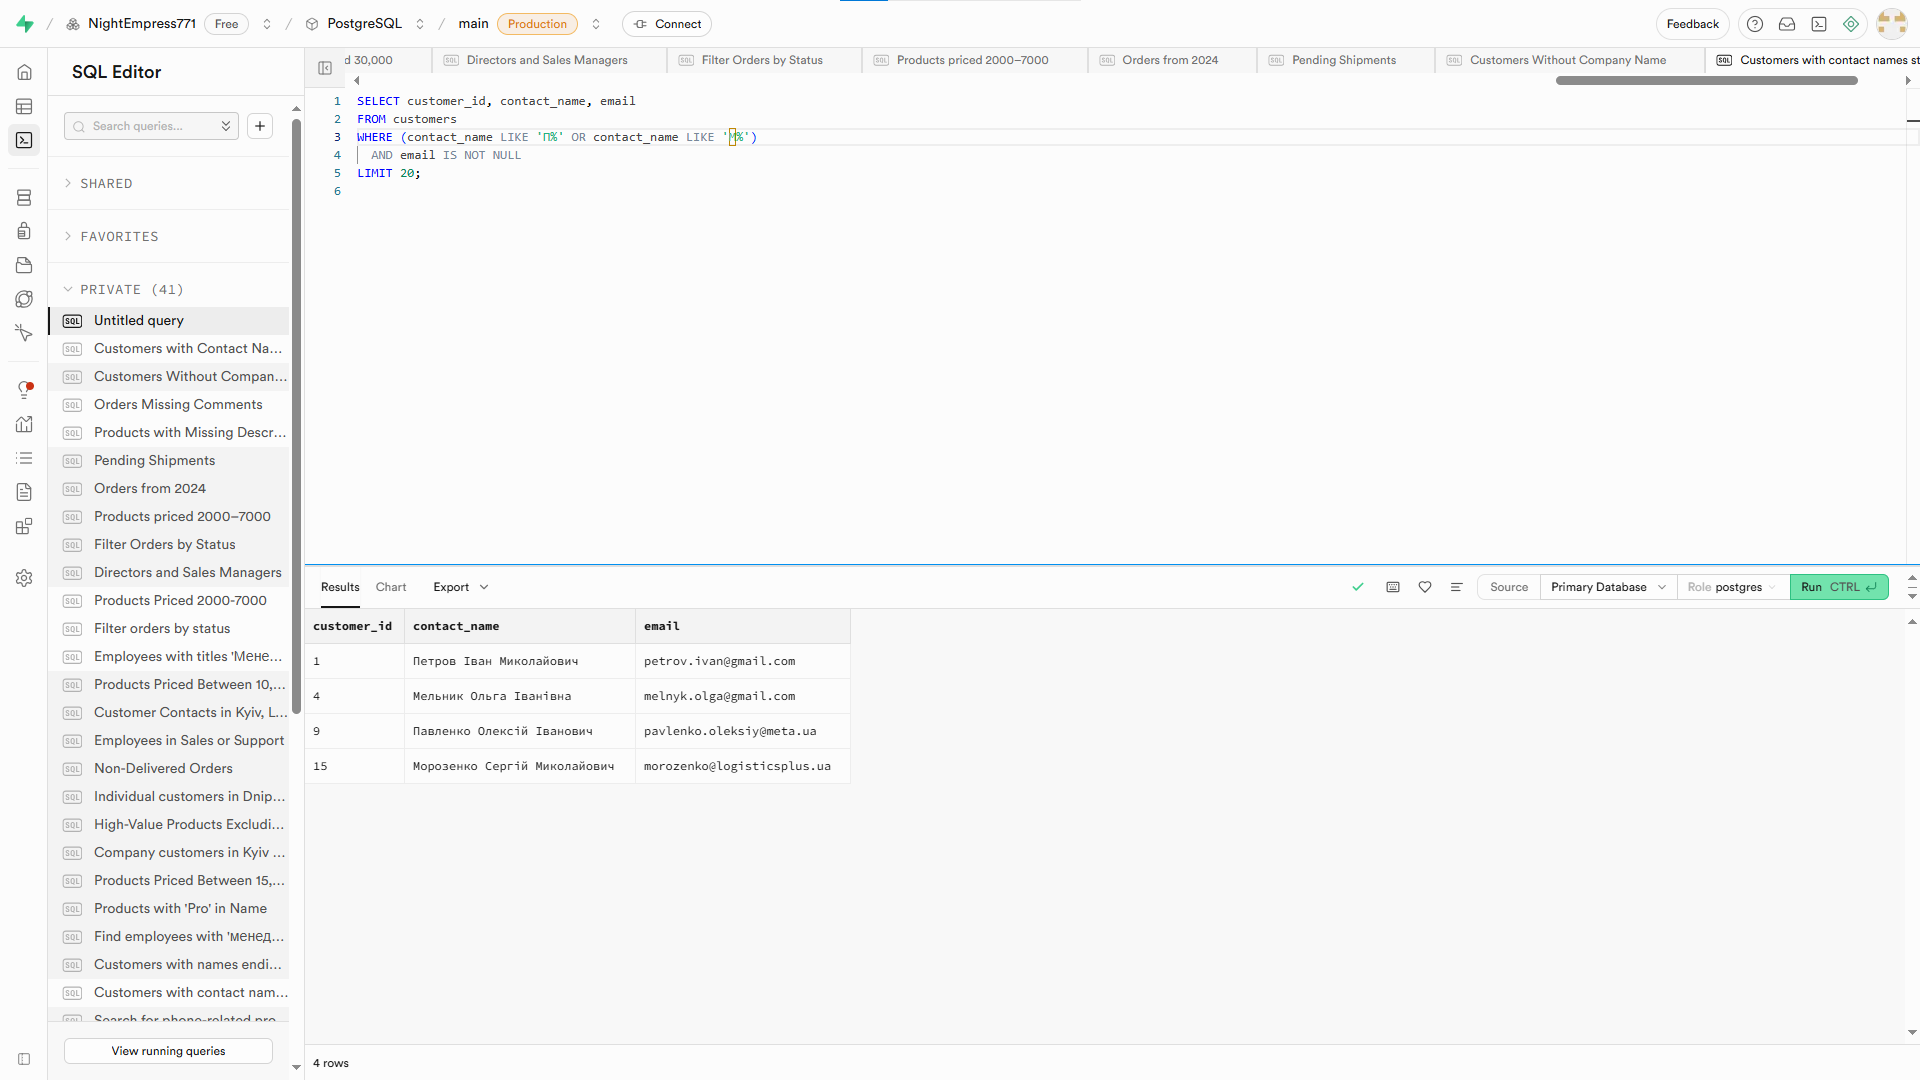 NightEmpress771 Free PostgreSQL main Production Connect Feedback
SQL Editor
Search queries...
SHARED
FAVORITES
PRIVATE (41)
Untitled query
Customers with Contact Na...
Customers Without Compan...
Orders Missing Comments
Products with Missing Descr...
Pending Shipments
Orders from 2024
Products priced 2000–7000
Filter Orders by Status
Directors and Sales Managers
Products Priced 2000-7000
Filter orders by status
Employees with titles 'Мене...
Products Priced Between 10,...
Customer Contacts in Kyiv, L...
Employees in Sales or Support
Non-Delivered Orders
Individual customers in Dnip...
High-Value Products Excludi...
Company customers in Kyiv ...
Products Priced Between 15,...
Products with 'Pro' in Name
Find employees with 'менед...
Customers with names endi...
Customers with contact nam...
Search for phone-related pro...
View running queries
d 30,000 Directors and Sales Managers Filter Orders by Status Products priced 2000–7000 Orders from 2024 Pending Shipments Customers Without Company Name Customers with contact names st
1 SELECT customer_id, contact_name, email
2 FROM customers
3 WHERE (contact_name LIKE 'П%' OR contact_name LIKE 'М%')
4 AND email IS NOT NULL
5 LIMIT 20;
6
Results Chart Export Source Primary Database Role postgres Run CTRL
customer_id contact_name email
1 Петров Іван Миколайович petrov.ivan@gmail.com
4 Мельник Ольга Іванівна melnyk.olga@gmail.com
9 Павленко Олексій Іванович pavlenko.oleksiy@meta.ua
15 Морозенко Сергій Миколайович morozenko@logisticsplus.ua
4 rows